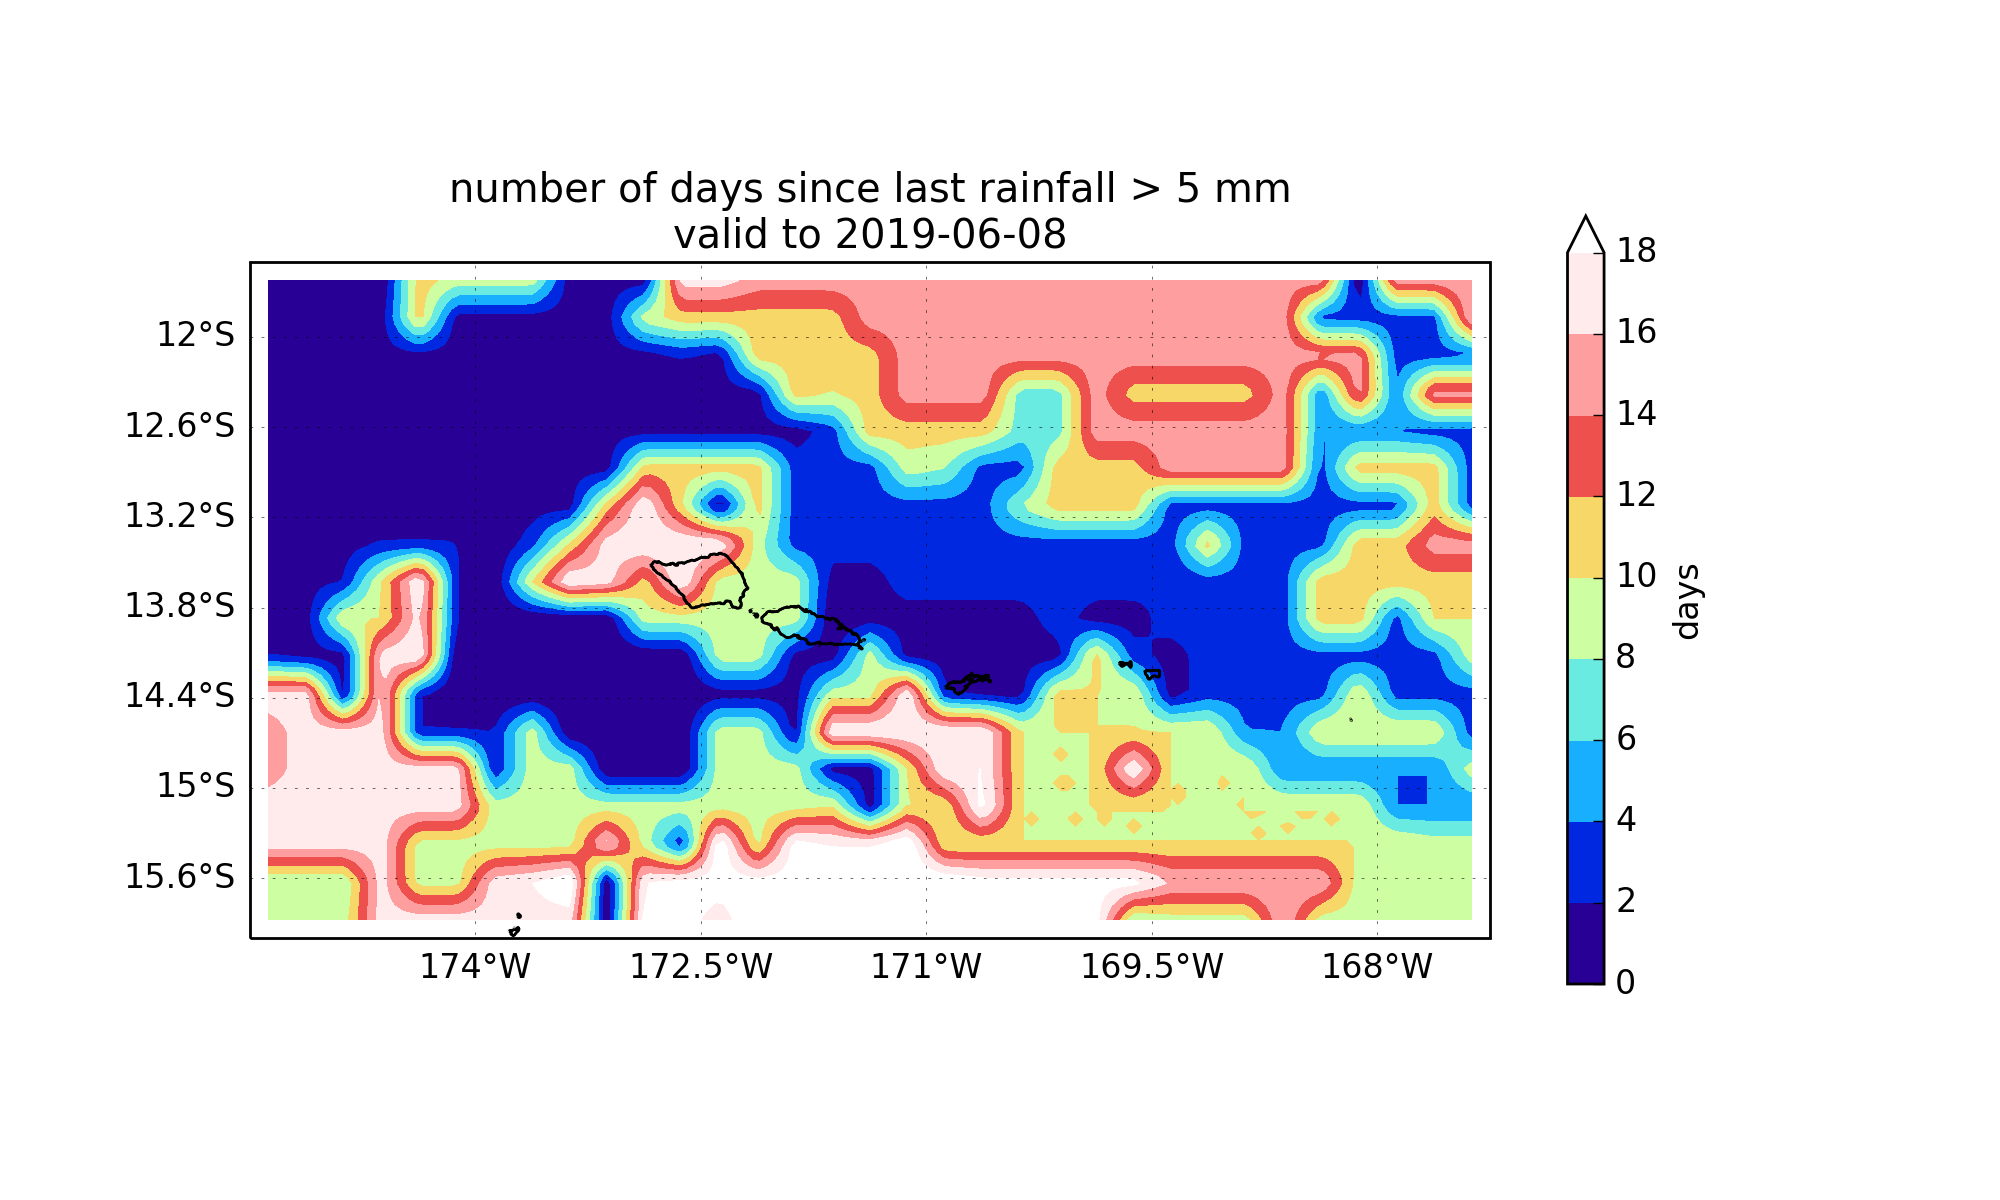 number of days since last rainfall > 5 mm
valid to 2019-06-08
12°S
12.6°S
13.2°S
13.8°S
14.4°S
15°S
15.6°S
174°W
172.5°W
171°W
169.5°W
168°W
18
16
14
12
10
8
6
4
2
0
days